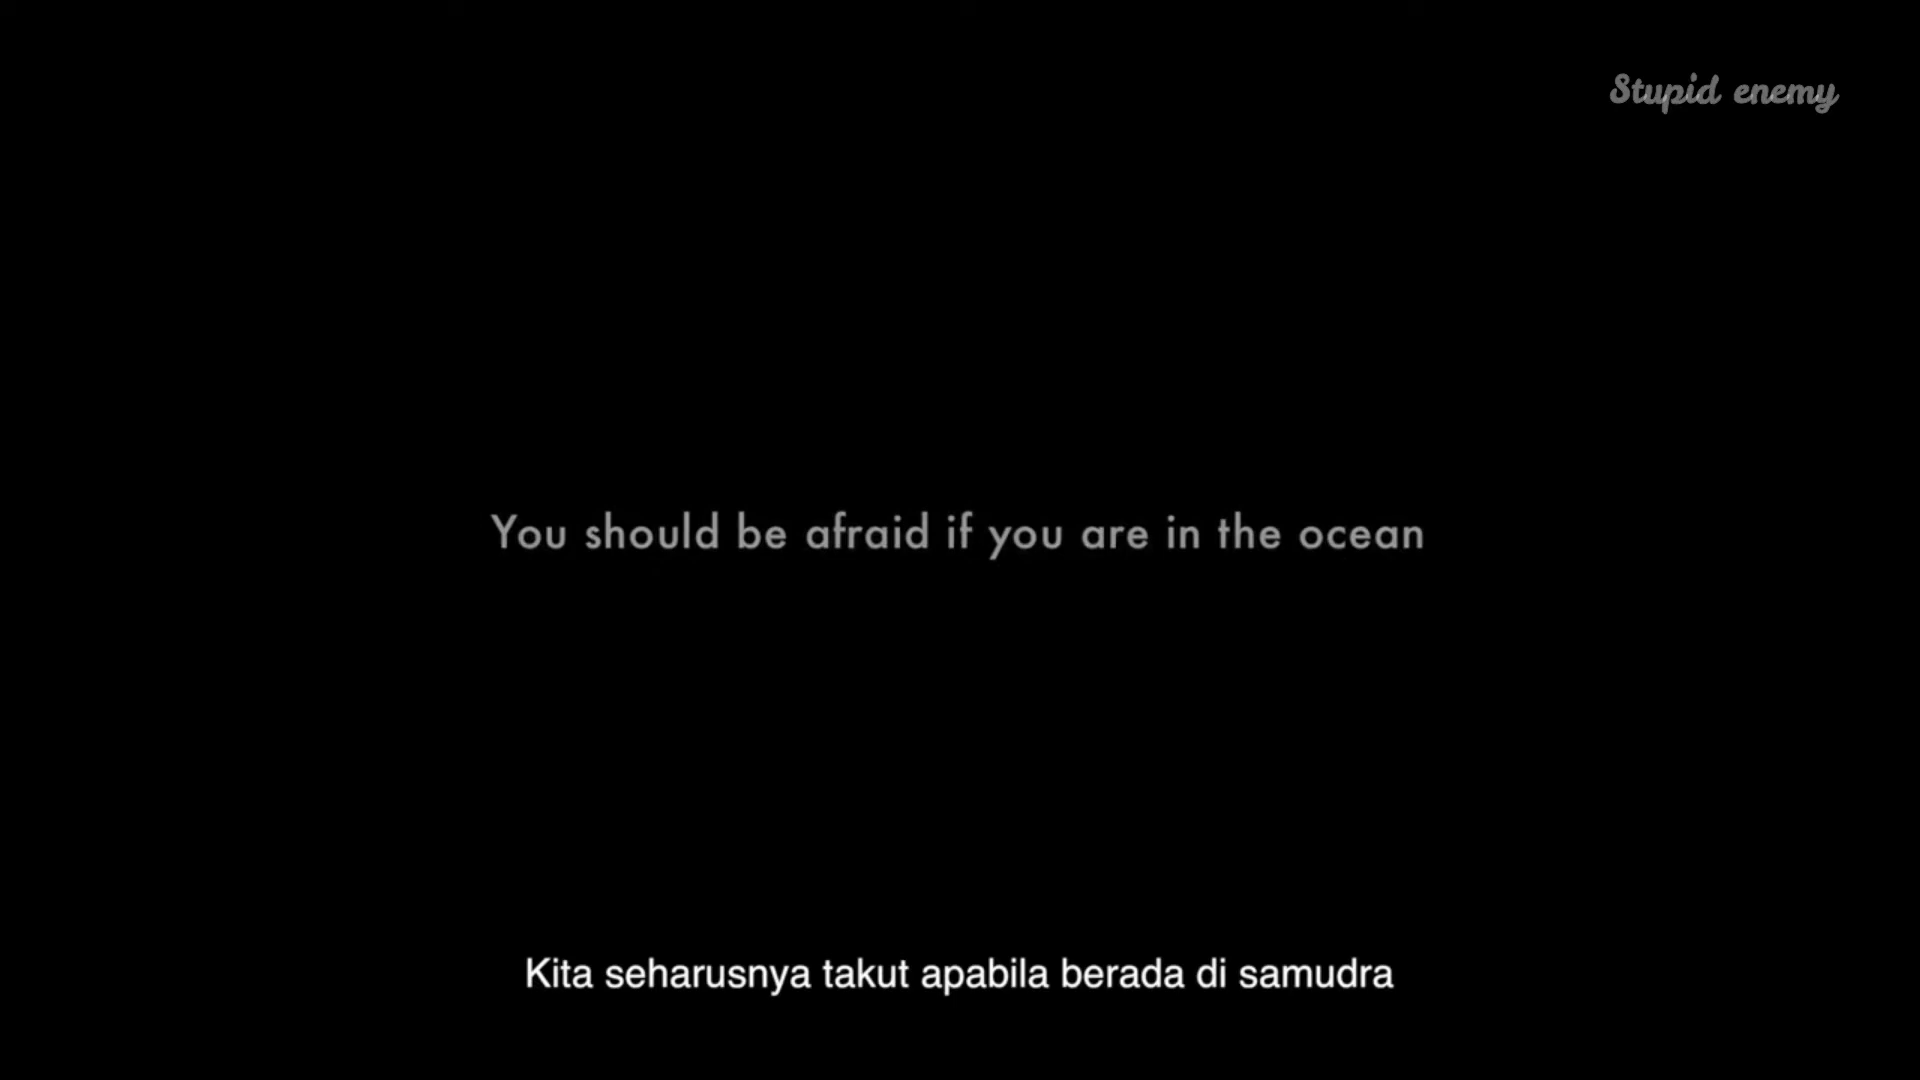 Stupid enemy
You should be afraid if you are in the ocean
Kita seharusnya takut apabila berada di samudra